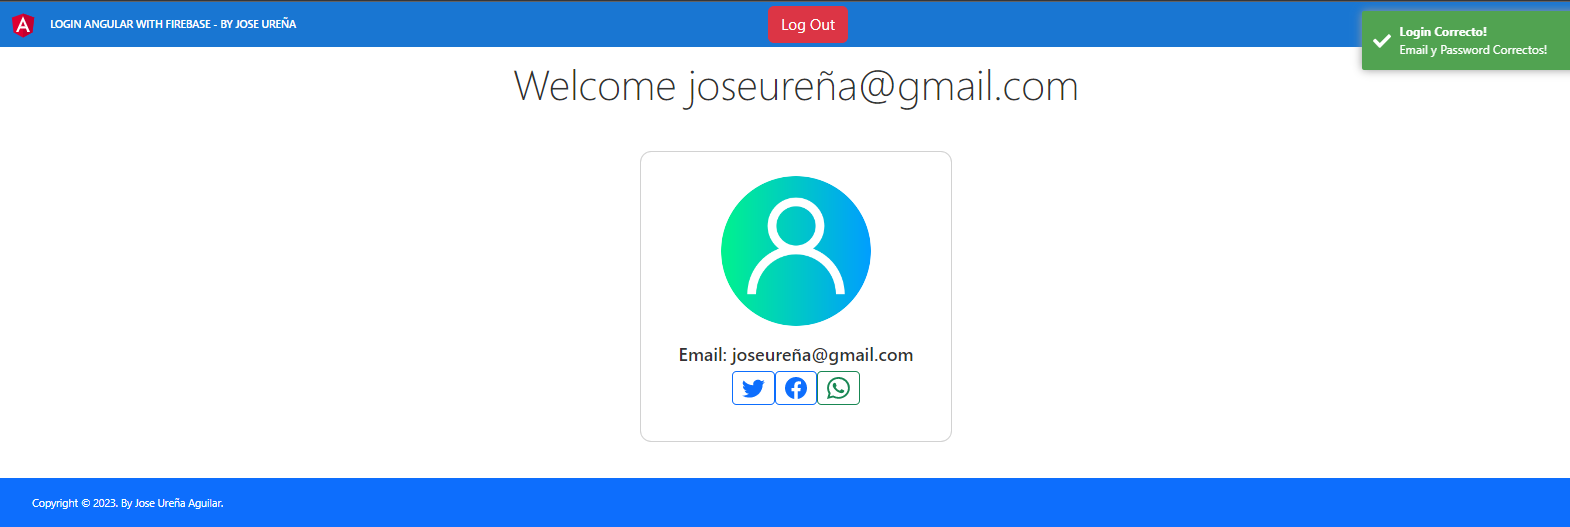 LOGIN ANGULAR WITH FIREBASE - BY JOSE UREÑA
Log Out
Login Correcto!
Email y Password Correctos!
Welcome joseureña@gmail.com
Email: joseureña@gmail.com
Copyright © 2023. By Jose Ureña Aguilar.